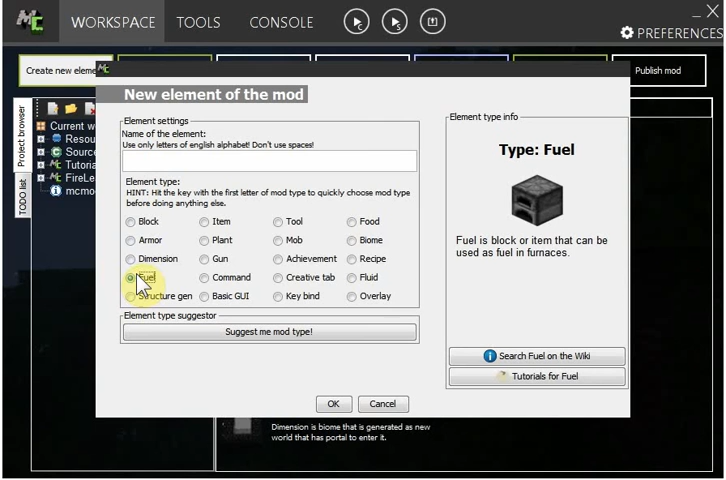 WORKSPACE
TOOLS
CONSOLE
PREFERENCES
Create new eleme
Publish mod
New element of the mod
Project browser
TODO list
Current w
Resou
Source
Tutoria
FireLea
mcmo
Element settings
Name of the element:
Use only letters of english alphabet! Don't use spaces!
Element type:
HINT: Hit the key with the first letter of mod type to quickly choose mod type
before doing anything else.
Block
Item
Tool
Food
Armor
Plant
Mob
Biome
Dimension
Gun
Achievement
Recipe
Fuel
Command
Creative tab
Fluid
Structure gen
Basic GUI
Key bind
Overlay
Element type suggestor
Suggest me mod type!
OK
Cancel
Element type info
Type: Fuel
Fuel is block or item that can be
used as fuel in furnaces.
Search Fuel on the Wiki
Tutorials for Fuel
Dimension is biome that is generated as new
world that has portal to enter it.